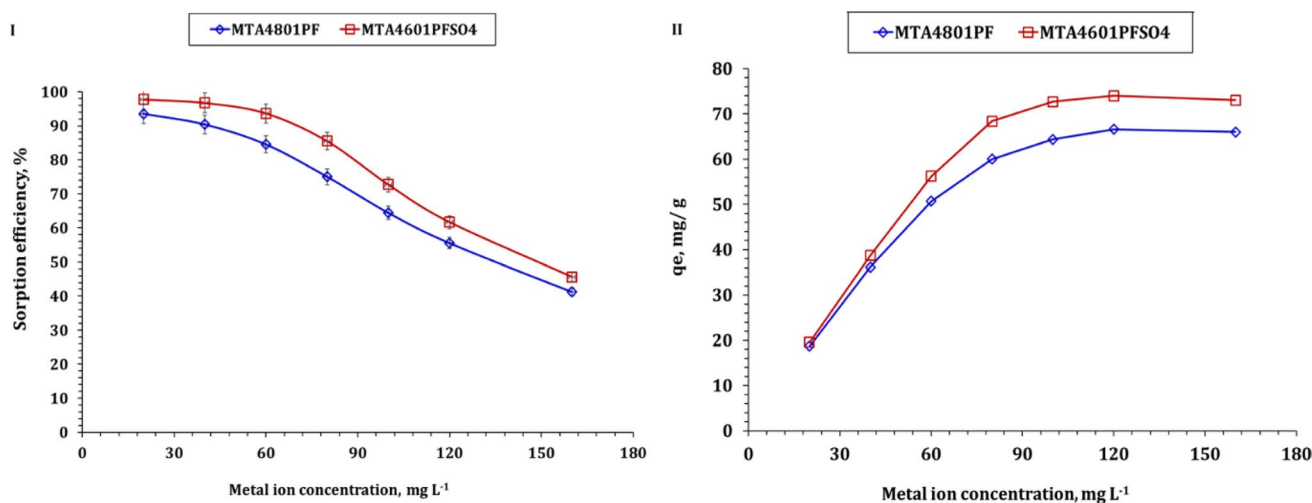 I
MTA4801PF MTA4601PFSO4
Sorption efficiency, %
100
90
80
70
60
50
40
30
20
10
0
0 30 60 90 120 150 180
Metal ion concentration, mg L⁻¹
II
MTA4801PF MTA4601PFSO4
qe, mg/ g
80
70
60
50
40
30
20
10
0
0 30 60 90 120 150 180
Metal ion concentration, mg L⁻¹